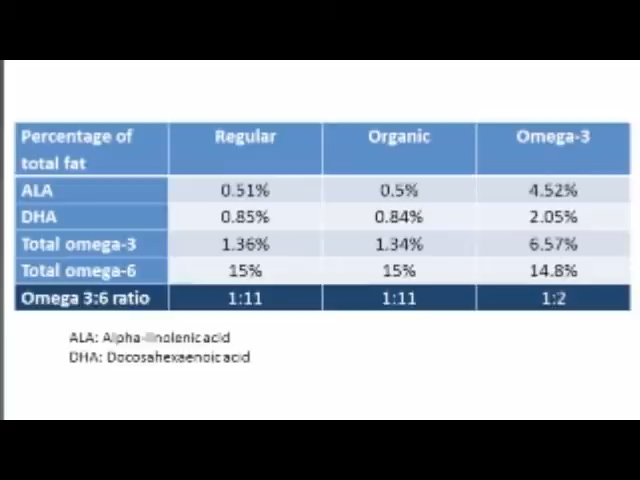 Percentage of total fat Regular Organic Omega-3
ALA 0.51% 0.5% 4.52%
DHA 0.85% 0.84% 2.05%
Total omega-3 1.36% 1.34% 6.57%
Total omega-6 15% 15% 14.8%
Omega 3:6 ratio 1:11 1:11 1:2
ALA: Alpha-linolenic acid
DHA: Docosahexaenoic acid